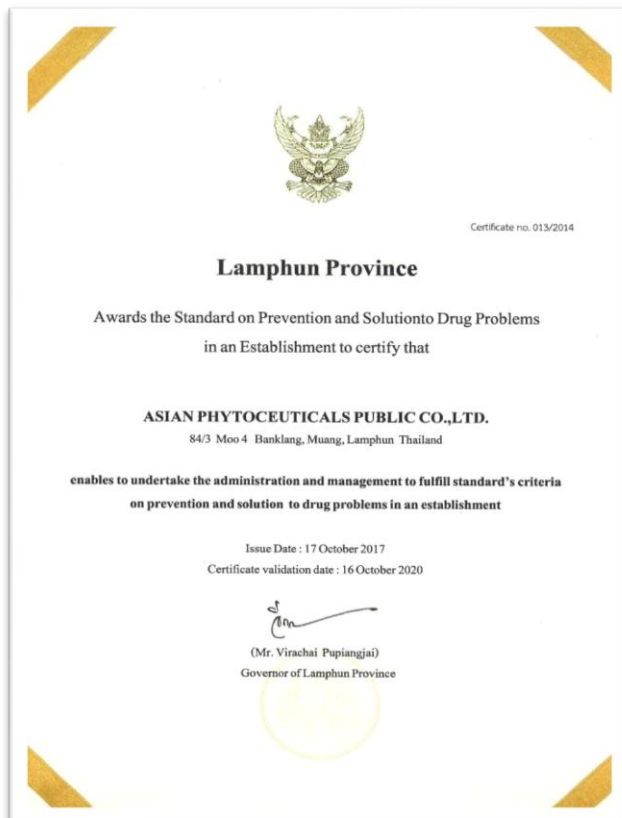 Certificate no. 013/2014
Lamphun Province
Awards the Standard on Prevention and Solutionto Drug Problems
in an Establishment to certify that
ASIAN PHYTOCEUTICALS PUBLIC CO.,LTD.
84/3 Moo 4 Banklang, Muang, Lamphun Thailand
enables to undertake the administration and management to fulfill standard's criteria
on prevention and solution to drug problems in an establishment
Issue Date : 17 October 2017
Certificate validation date : 16 October 2020
(Mr. Virachai Pupiangjai)
Governor of Lamphun Province